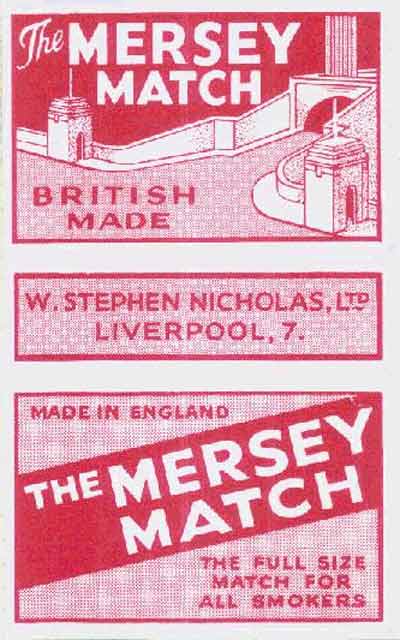 The MERSEY
MATCH
BRITISH
MADE
W. STEPHEN NICHOLAS, LTD
LIVERPOOL, 7.
MADE IN ENGLAND
THE MERSEY
MATCH
THE FULL SIZE
MATCH FOR
ALL SMOKERS